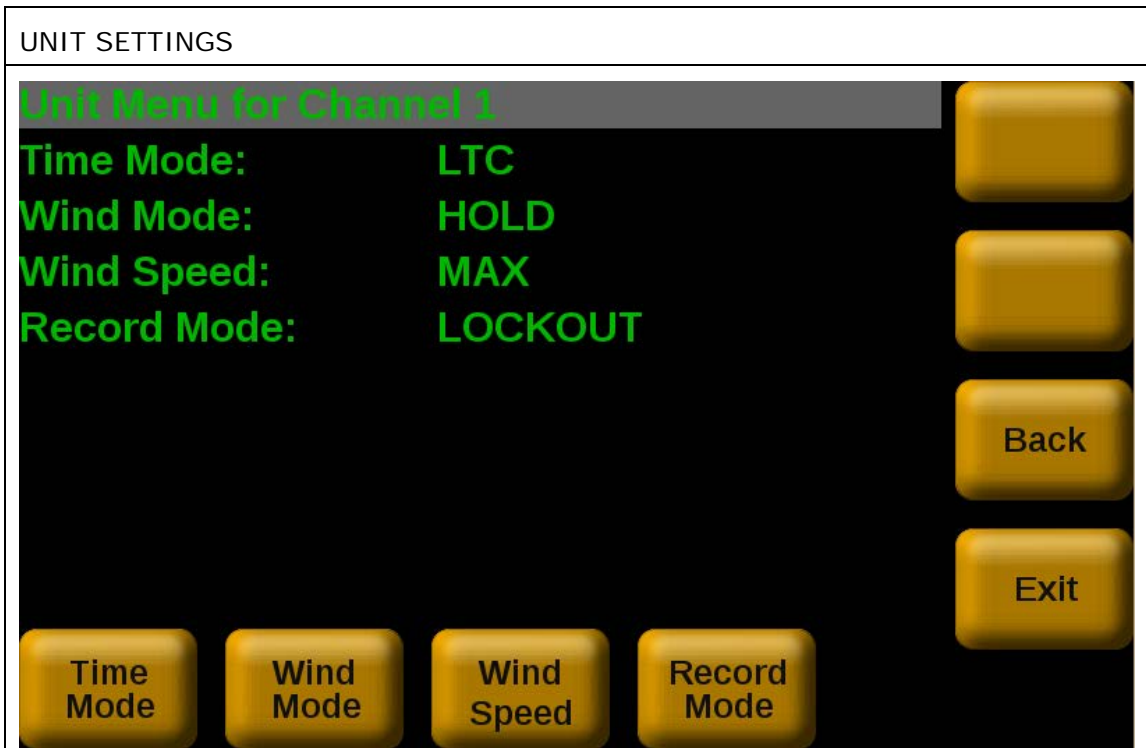 UNIT SETTINGS
Unit Menu for Channel 1
Time Mode: LTC
Wind Mode: HOLD
Wind Speed: MAX
Record Mode: LOCKOUT
Back
Exit
Time
Mode
Wind
Mode
Wind
Speed
Record
Mode